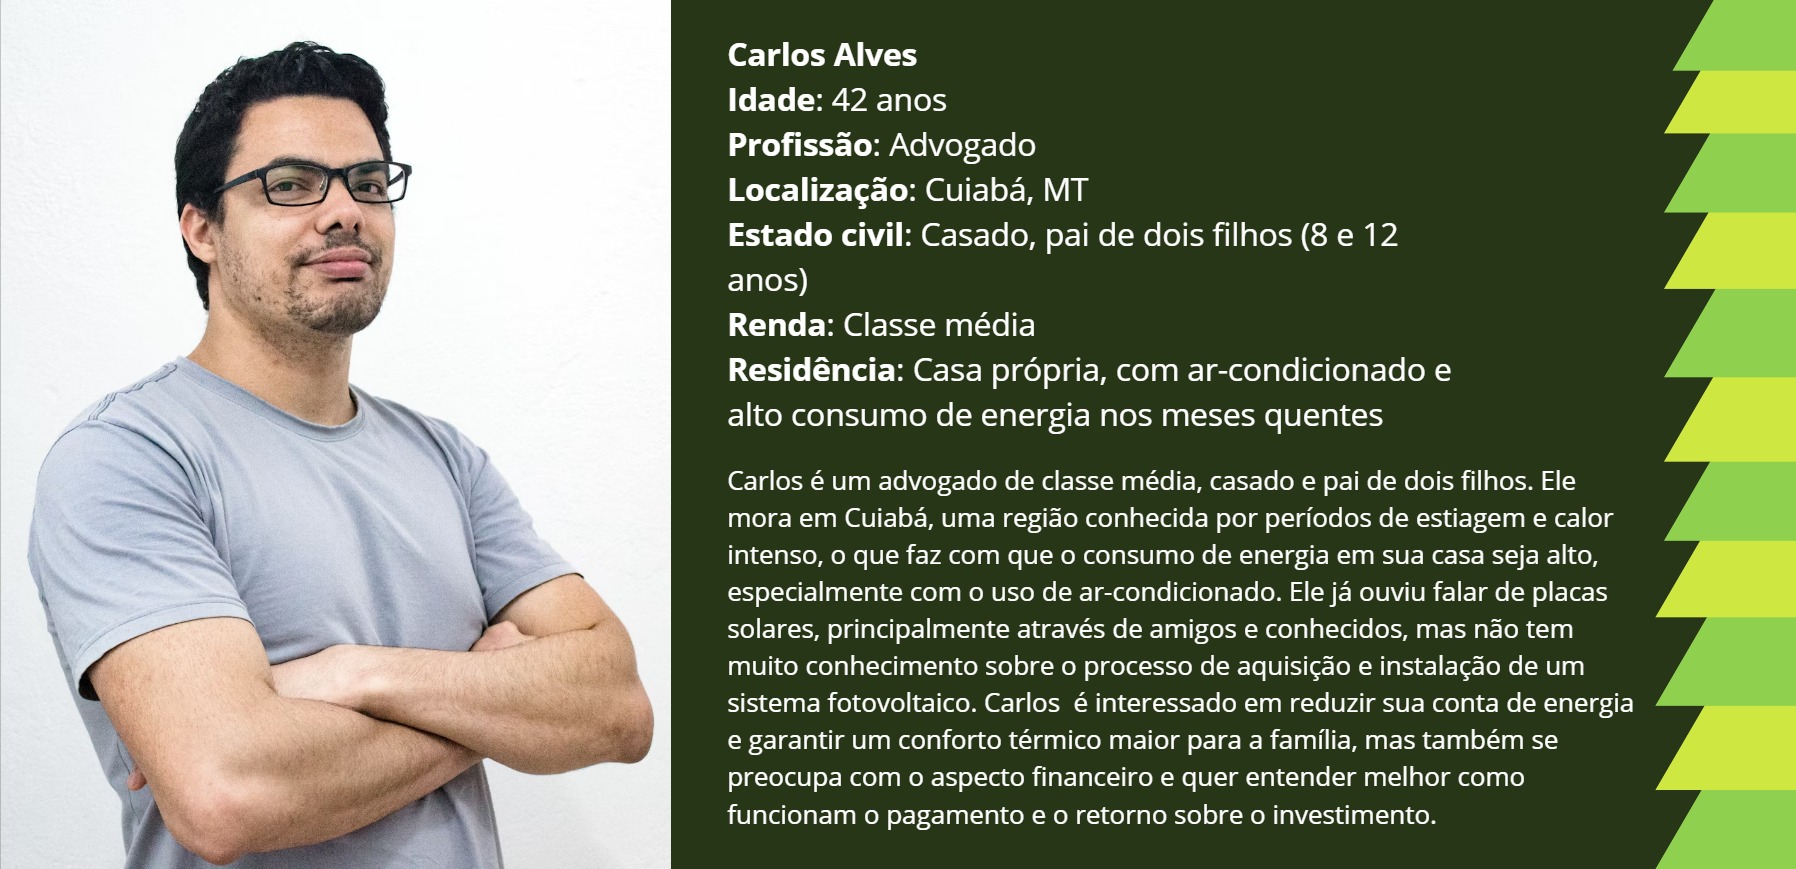 Carlos Alves
Idade: 42 anos
Profissão: Advogado
Localização: Cuiabá, MT
Estado civil: Casado, pai de dois filhos (8 e 12
anos)
Renda: Classe média
Residência: Casa própria, com ar-condicionado e
alto consumo de energia nos meses quentes
Carlos é um advogado de classe média, casado e pai de dois filhos. Ele
mora em Cuiabá, uma região conhecida por períodos de estiagem e calor
intenso, o que faz com que o consumo de energia em sua casa seja alto,
especialmente com o uso de ar-condicionado. Ele já ouviu falar de placas
solares, principalmente através de amigos e conhecidos, mas não tem
muito conhecimento sobre o processo de aquisição e instalação de um
sistema fotovoltaico. Carlos  é interessado em reduzir sua conta de energia
e garantir um conforto térmico maior para a família, mas também se
preocupa com o aspecto financeiro e quer entender melhor como
funcionam o pagamento e o retorno sobre o investimento.